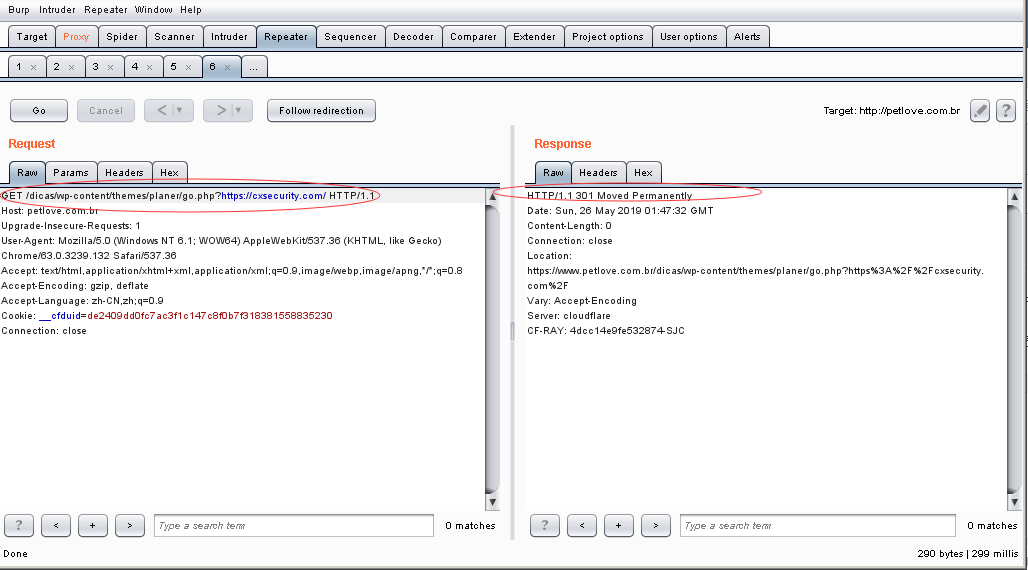 Burp Intruder Repeater Window Help
Target Proxy Spider Scanner Intruder Repeater Sequencer Decoder Comparer Extender Project options User options Alerts
1 × 2 × 3 × 4 × 5 × 6 × ...
Go Cancel < | ▼ > | ▼ Follow redirection Target: http://petlove.com.br ?
Request
Raw Params Headers Hex
GET /dicas/wp-content/themes/planer/go.php?https://cxsecurity.com/ HTTP/1.1
Host: petlove.com.br
Upgrade-Insecure-Requests: 1
User-Agent: Mozilla/5.0 (Windows NT 6.1; WOW64) AppleWebKit/537.36 (KHTML, like Gecko)
Chrome/63.0.3239.132 Safari/537.36
Accept: text/html,application/xhtml+xml,application/xml;q=0.9,image/webp,image/apng,*/*;q=0.8
Accept-Encoding: gzip, deflate
Accept-Language: zh-CN,zh;q=0.9
Cookie: __cfduid=de2409dd0fc7ac3f1c147c8f0b7f318381558835230
Connection: close
? < + > Type a search term 0 matches
Response
Raw Headers Hex
HTTP/1.1 301 Moved Permanently
Date: Sun, 26 May 2019 01:47:32 GMT
Content-Length: 0
Connection: close
Location:
https://www.petlove.com.br/dicas/wp-content/themes/planer/go.php?https%3A%2F%2Fcxsecurity.
com%2F
Vary: Accept-Encoding
Server: cloudflare
CF-RAY: 4dcc14e9fe532874-SJC
? < + > Type a search term 0 matches
Done 290 bytes | 299 millis